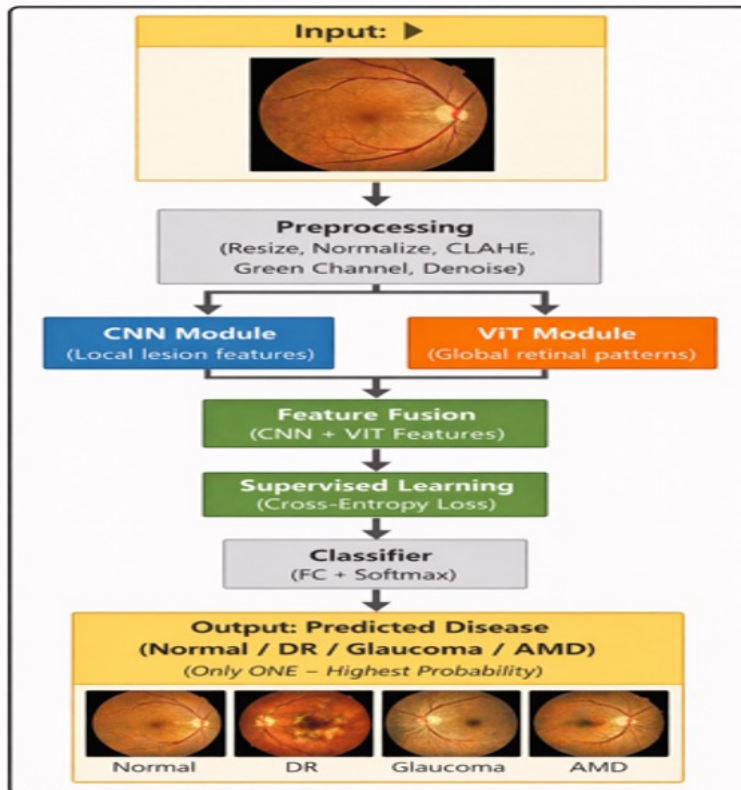 Input: ▶
Preprocessing
(Resize, Normalize, CLAHE,
Green Channel, Denoise)
CNN Module
(Local lesion features)
ViT Module
(Global retinal patterns)
Feature Fusion
(CNN + VIT Features)
Supervised Learning
(Cross-Entropy Loss)
Classifier
(FC + Softmax)
Output: Predicted Disease
(Normal / DR / Glaucoma / AMD)
(Only ONE – Highest Probability)
Normal
DR
Glaucoma
AMD